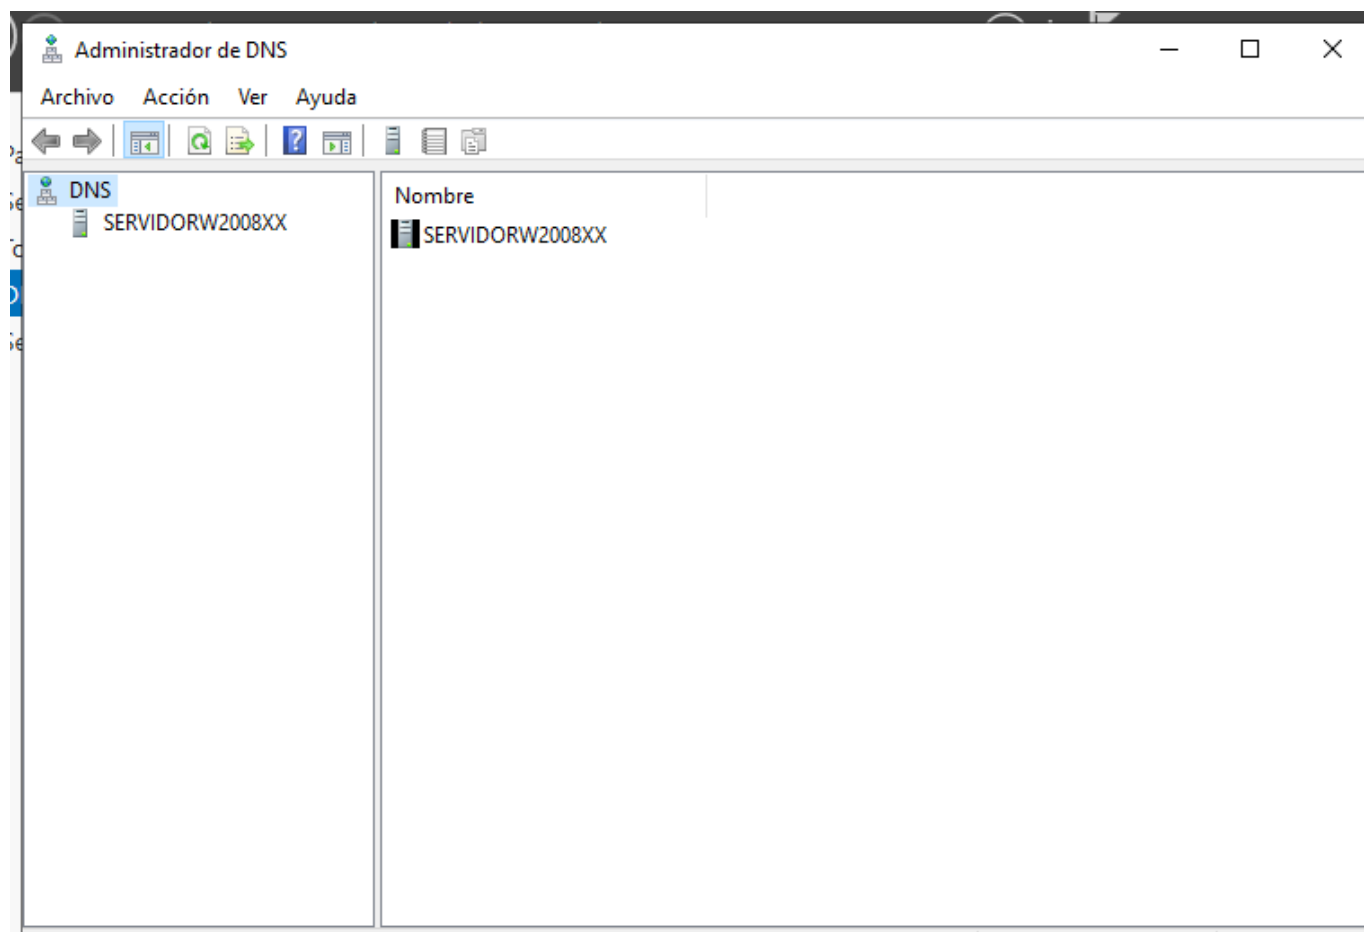 Administrador de DNS
Archivo Acción Ver Ayuda
DNS
SERVIDORW2008XX
Nombre
SERVIDORW2008XX